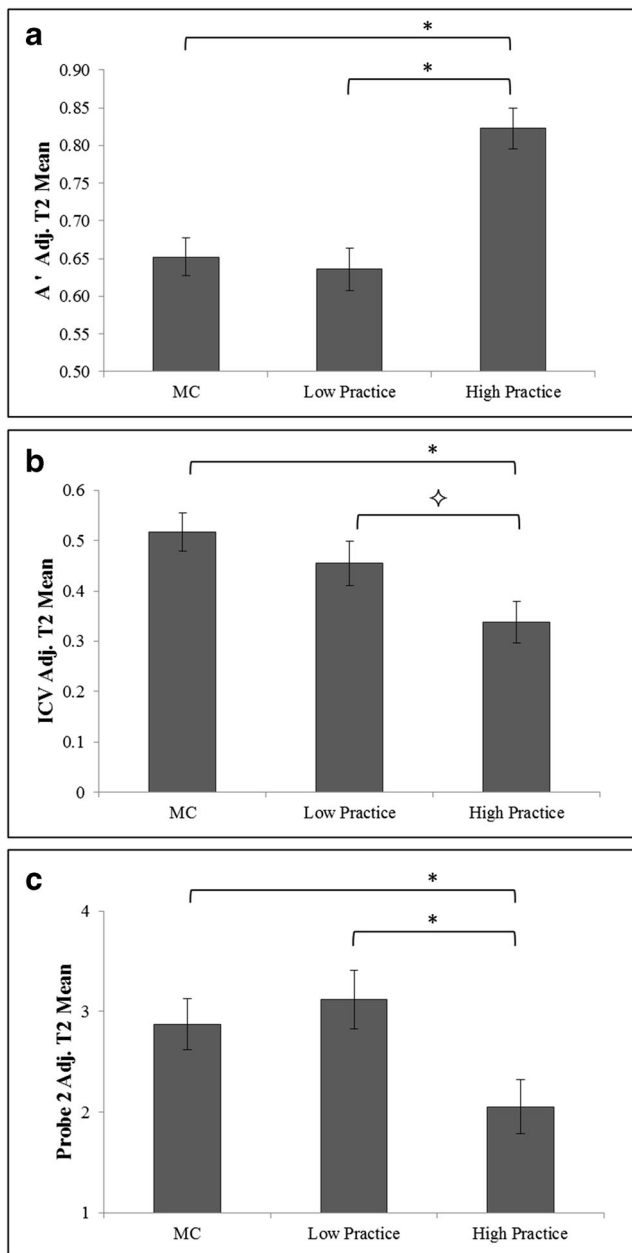 a
*
*
0.90
0.85
0.80
0.75
0.70
0.65
0.60
0.55
0.50
A ' Adj. T2 Mean
MC Low Practice High Practice
b
*
✧
0.6
0.5
0.4
0.3
0.2
0.1
0
ICV Adj. T2 Mean
MC Low Practice High Practice
c
*
*
4
3
2
1
Probe 2 Adj. T2 Mean
MC Low Practice High Practice